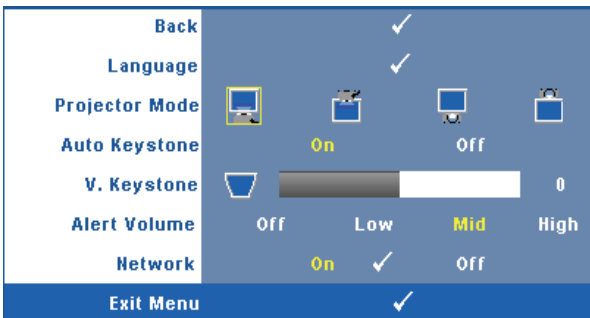 Back
Language
Projector Mode
Auto Keystone On Off
V. Keystone 0
Alert Volume Off Low Mid High
Network On Off
Exit Menu